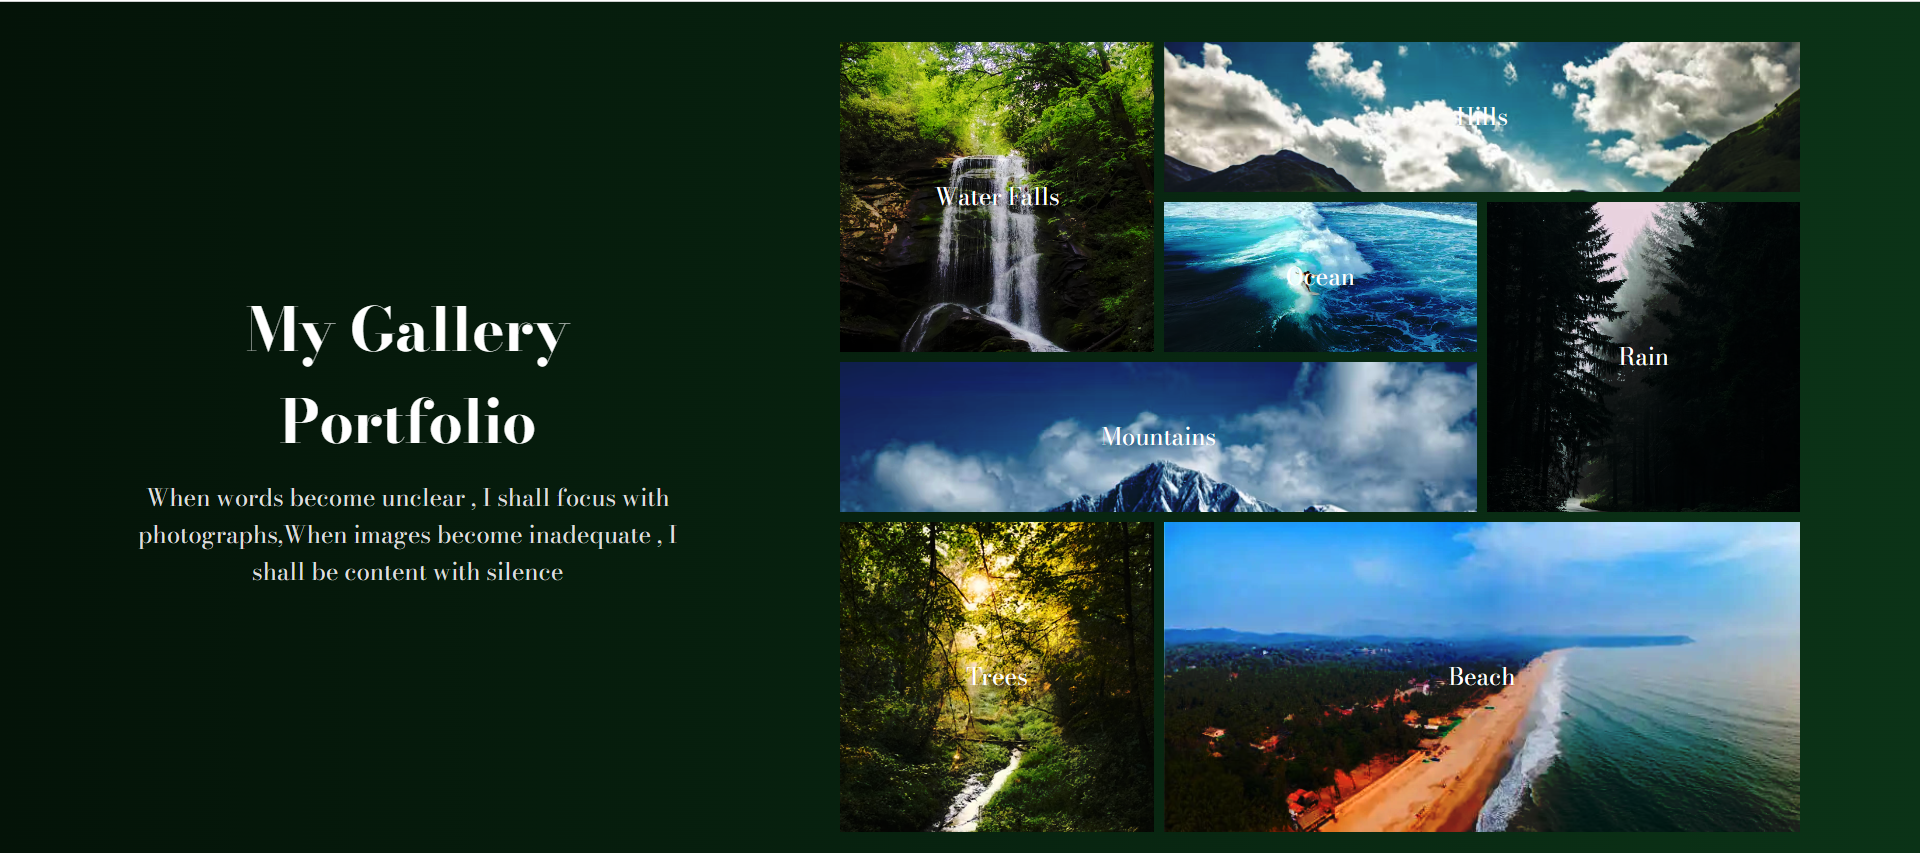 My Gallery
Portfolio
When words become unclear , I shall focus with
photographs,When images become inadequate , I
shall be content with silence
Water Falls
Hills
Ocean
Rain
Mountains
Trees
Beach